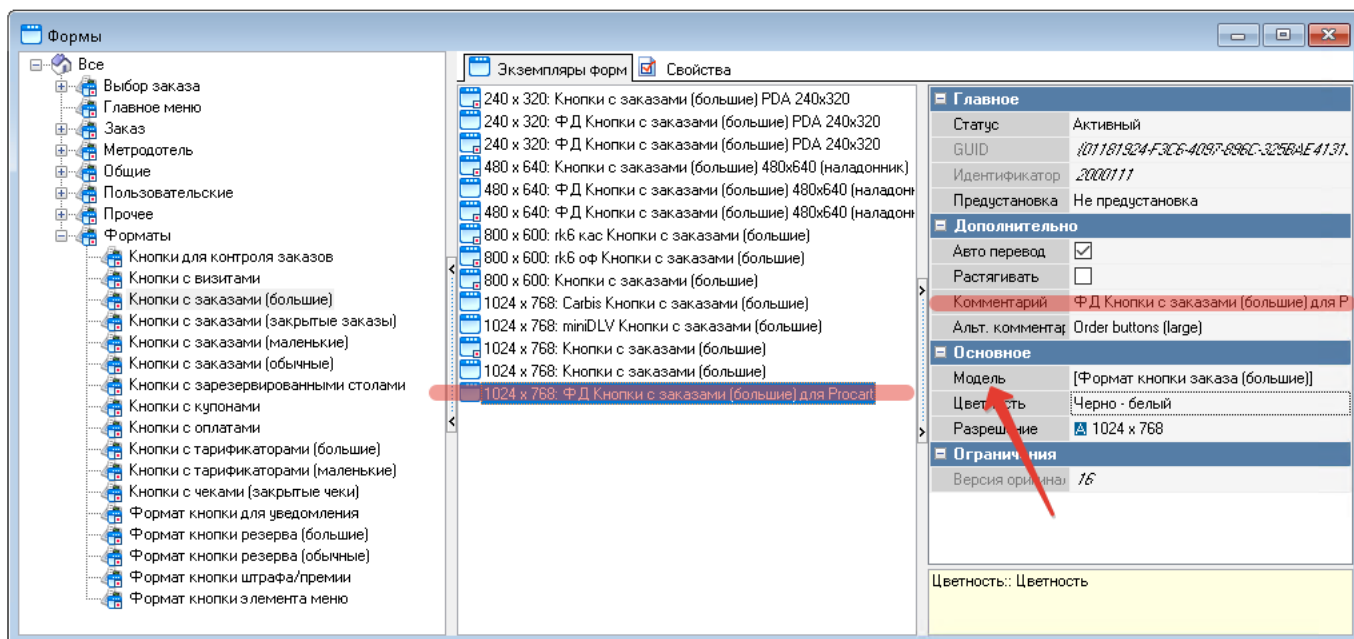 Формы
Все
Выбор заказа
Главное меню
Заказ
Метродотель
Общие
Пользовательские
Прочее
Форматы
Кнопки для контроля заказов
Кнопки с визитами
Кнопки с заказами (большие)
Кнопки с заказами (закрытые заказы)
Кнопки с заказами (маленькие)
Кнопки с заказами (обычные)
Кнопки с зарезервированными столами
Кнопки с купонами
Кнопки с оплатами
Кнопки с тарификаторами (большие)
Кнопки с тарификаторами (маленькие)
Кнопки с чеками (закрытые чеки)
Формат кнопки для уведомления
Формат кнопки резерва (большие)
Формат кнопки резерва (обычные)
Формат кнопки штрафа/премии
Формат кнопки элемента меню
Экземпляры форм Свойства
240 x 320: Кнопки с заказами (большие) PDA 240x320
240 x 320: ФД Кнопки с заказами (большие) PDA 240x320
240 x 320: ФД Кнопки с заказами (большие) PDA 240x320
480 x 640: Кнопки с заказами (большие) 480x640 (наладонник)
480 x 640: ФД Кнопки с заказами (большие) 480x640 (наладонн
480 x 640: ФД Кнопки с заказами (большие) 480x640 (наладонн
800 x 600: rk6 кас Кнопки с заказами (большие)
800 x 600: rk6 оф Кнопки с заказами (большие)
800 x 600: Кнопки с заказами (большие)
1024 x 768: Carbis Кнопки с заказами (большие)
1024 x 768: miniDLV Кнопки с заказами (большие)
1024 x 768: Кнопки с заказами (большие)
1024 x 768: Кнопки с заказами (большие)
1024 x 768: ФД Кнопки с заказами (большие) для Procart
Главное
Статус Активный
GUID {01181924-F3C6-4097-896C-325BAE4131.
Идентификатор 2000111
Предустановка Не предустановка
Дополнительно
Авто перевод
Растягивать
Комментарий ФД Кнопки с заказами (большие) для P
Альт. коммента Order buttons (large)
Основное
Модель [Формат кнопки заказа (большие)]
Цветность Черно - белый
Разрешение A 1024 x 768
Ограничения
Версия оригинал 16
Цветность:: Цветность